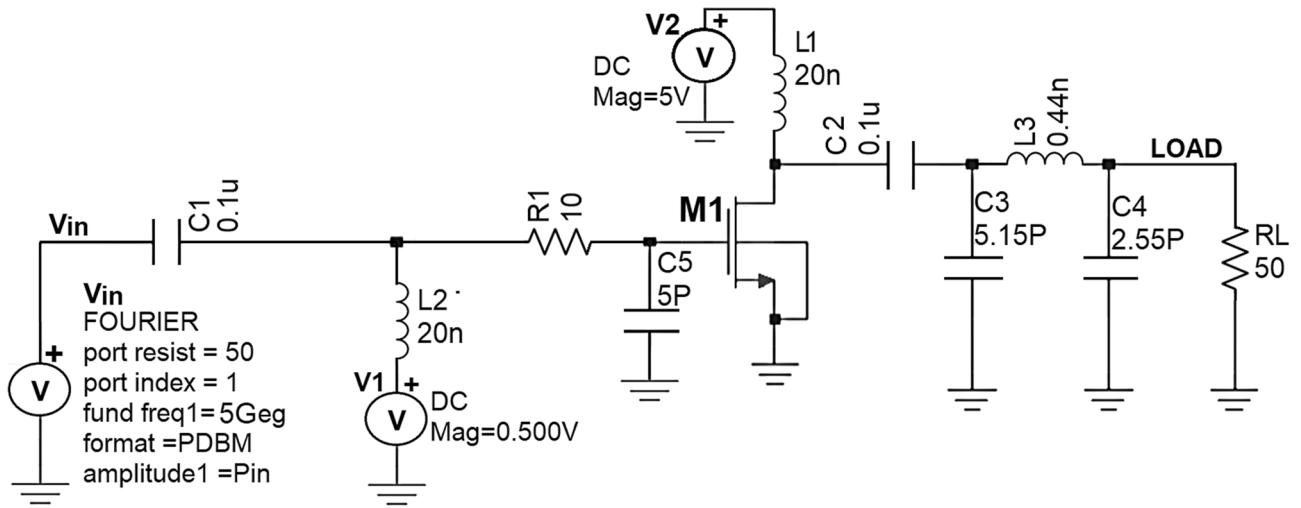 V2
+
V
DC
Mag=5V
L1
20n
C2
0.1u
L3
0.44n
LOAD
C3
5.15P
C4
2.55P
RL
50
M1
R1
10
C5
5P
C1
0.1u
Vin
L2
20n
V1
+
V
DC
Mag=0.500V
+
V
Vin
FOURIER
port resist = 50
port index = 1
fund freq1=5Geg
format =PDBM
amplitude1 =Pin